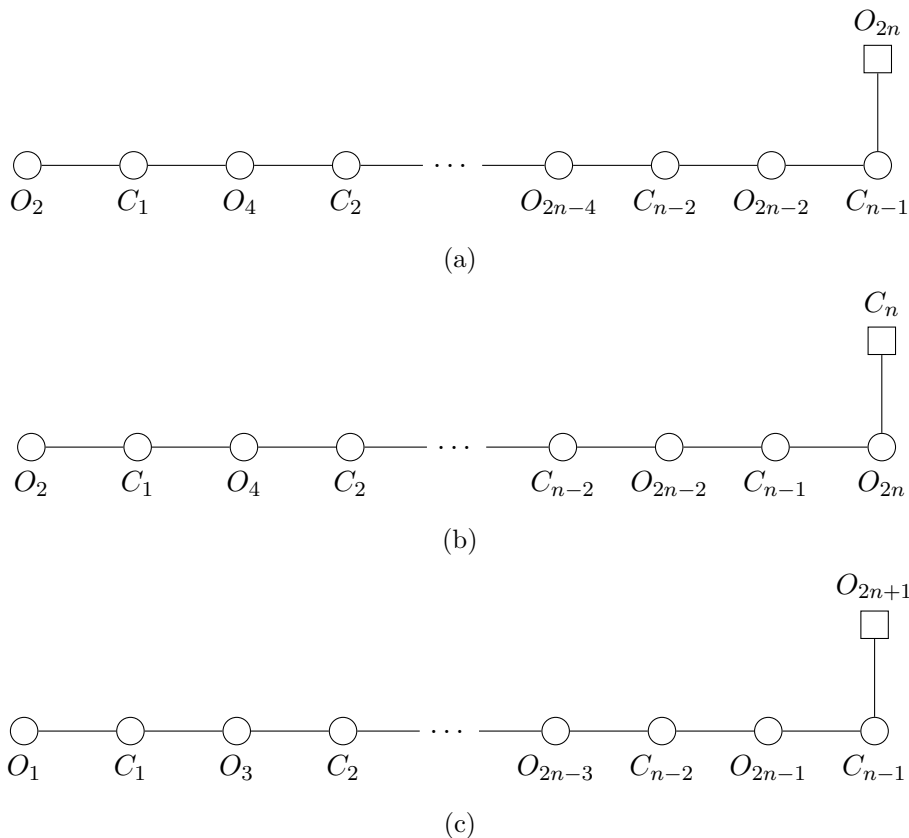 O_{2n}
O_2 C_1 O_4 C_2 ⋯ O_{2n−4} C_{n−2} O_{2n−2} C_{n−1}
(a)
C_n
O_2 C_1 O_4 C_2 ⋯ C_{n−2} O_{2n−2} C_{n−1} O_{2n}
(b)
O_{2n+1}
O_1 C_1 O_3 C_2 ⋯ O_{2n−3} C_{n−2} O_{2n−1} C_{n−1}
(c)